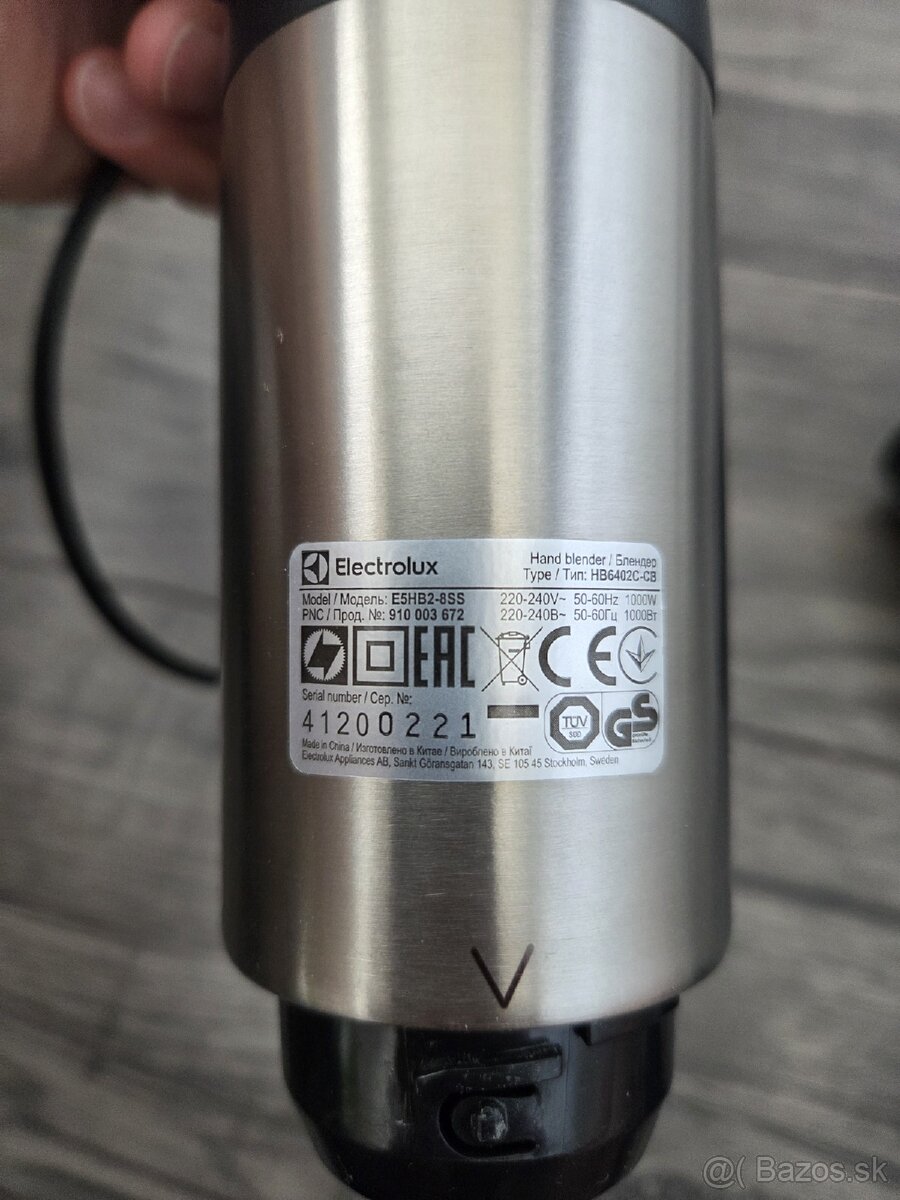 Electrolux
Hand blender / Блендер
Type / Тип: HB6402C-CB
Model / Модель: E5HB2-8SS 220-240V~ 50-60Hz 1000W
PNC / Прод. №: 910 003 672 220-240В~ 50-60Гц 1000Вт
EAC CE
Serial number / Сер. №:
41200221
TÜV
SÜD
GS
Made in China / Изготовлено в Китае / Вироблено в Китаї
Electrolux Appliances AB, Sankt Göransgatan 143, SE 105 45 Stockholm, Sweden
@( Bazos.sk